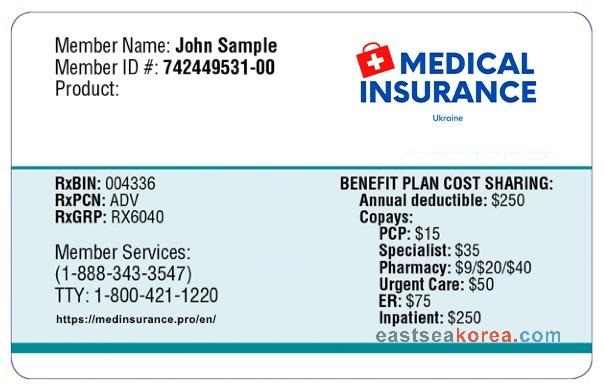 Member Name: John Sample
Member ID #: 742449531-00
Product:
MEDICAL
INSURANCE
Ukraine
RxBIN: 004336
RxPCN: ADV
RxGRP: RX6040
Member Services:
(1-888-343-3547)
TTY: 1-800-421-1220
https://medinsurance.pro/en/
BENEFIT PLAN COST SHARING:
Annual deductible: $250
Copays:
PCP: $15
Specialist: $35
Pharmacy: $9/$20/$40
Urgent Care: $50
ER: $75
Inpatient: $250
eastseakorea.com